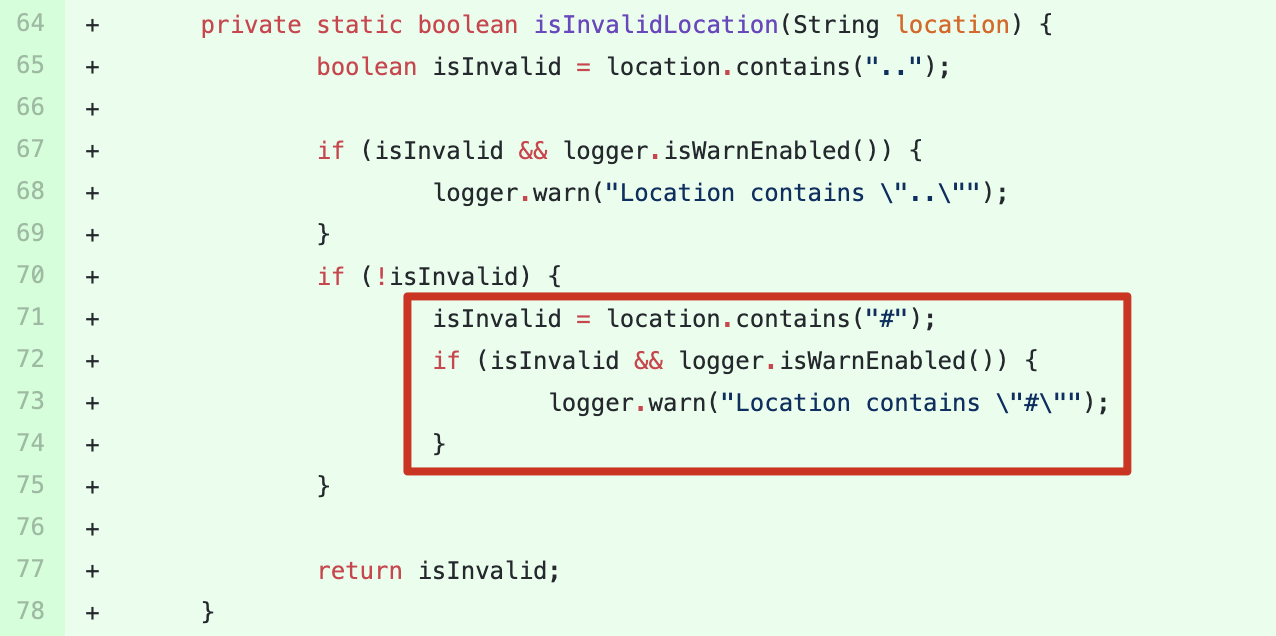 64 + private static boolean isInvalidLocation(String location) {
65 + boolean isInvalid = location.contains("..");
66 +
67 + if (isInvalid && logger.isWarnEnabled()) {
68 + logger.warn("Location contains \"..\"");
69 + }
70 + if (!isInvalid) {
71 + isInvalid = location.contains("#");
72 + if (isInvalid && logger.isWarnEnabled()) {
73 + logger.warn("Location contains \"#\"");
74 + }
75 + }
76 +
77 + return isInvalid;
78 + }